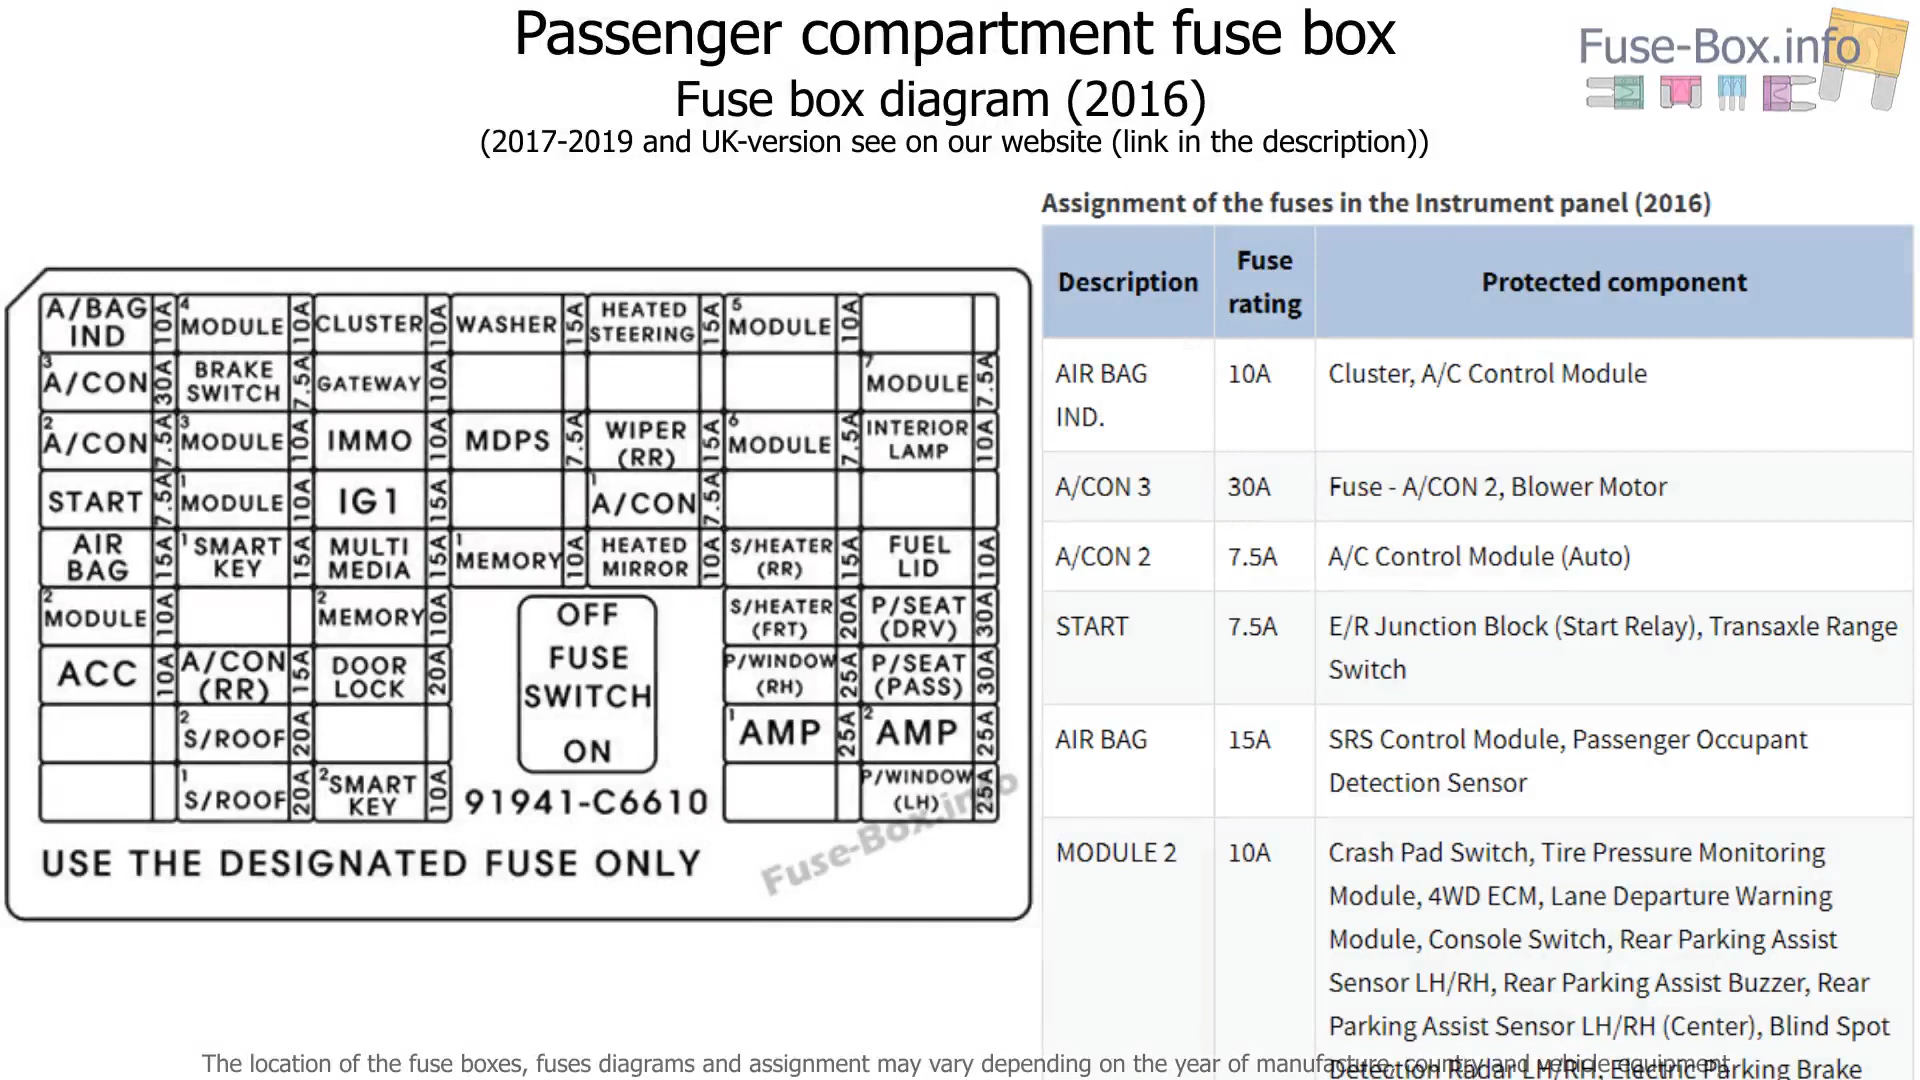 Passenger compartment fuse box
Fuse box diagram (2016)
(2017-2019 and UK-version see on our website (link in the description))
Fuse-Box.info
A/BAG IND 10A 4 MODULE 10A CLUSTER 10A WASHER 15A HEATED STEERING 15A 5 MODULE 10A
3 A/CON 30A BRAKE SWITCH 7.5A GATEWAY 10A 7 MODULE 7.5A
2 A/CON 7.5A 3 MODULE 10A IMMO 10A MDPS 7.5A WIPER (RR) 15A 6 MODULE 7.5A INTERIOR LAMP 10A
START 7.5A 1 MODULE 10A IG1 15A 1 A/CON 7.5A
AIR BAG 15A 1 SMART KEY 15A MULTI MEDIA 15A 1 MEMORY 10A HEATED MIRROR 10A S/HEATER (RR) 15A FUEL LID 10A
2 MODULE 10A 2 MEMORY 10A S/HEATER (FRT) 20A P/SEAT (DRV) 30A
ACC 10A A/CON (RR) 15A DOOR LOCK 20A P/WINDOW (RH) 25A P/SEAT (PASS) 30A
2 S/ROOF 20A 1 AMP 25A 2 AMP 25A
1 S/ROOF 20A 2 SMART KEY 10A P/WINDOW (LH) 25A
OFF
FUSE
SWITCH
ON
91941-C6610
USE THE DESIGNATED FUSE ONLY
Fuse-Box.info
Assignment of the fuses in the Instrument panel (2016)
Description Fuse rating Protected component
AIR BAG IND. 10A Cluster, A/C Control Module
A/CON 3 30A Fuse - A/CON 2, Blower Motor
A/CON 2 7.5A A/C Control Module (Auto)
START 7.5A E/R Junction Block (Start Relay), Transaxle Range
Switch
AIR BAG 15A SRS Control Module, Passenger Occupant
Detection Sensor
MODULE 2 10A Crash Pad Switch, Tire Pressure Monitoring
Module, 4WD ECM, Lane Departure Warning
Module, Console Switch, Rear Parking Assist
Sensor LH/RH, Rear Parking Assist Buzzer, Rear
Parking Assist Sensor LH/RH (Center), Blind Spot
Detection Radar LH/RH, Electric Parking Brake
The location of the fuse boxes, fuses diagrams and assignment may vary depending on the year of manufacture, country and vehicle equipment.